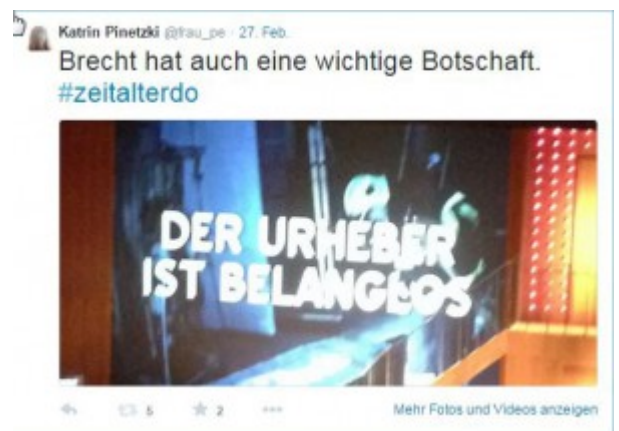 Katrin Pinetzki @frau_pe · 27. Feb.
Brecht hat auch eine wichtige Botschaft.
#zeitalterdo
DER URHEBER
IST BELANGLOS
5 2
Mehr Fotos und Videos anzeigen